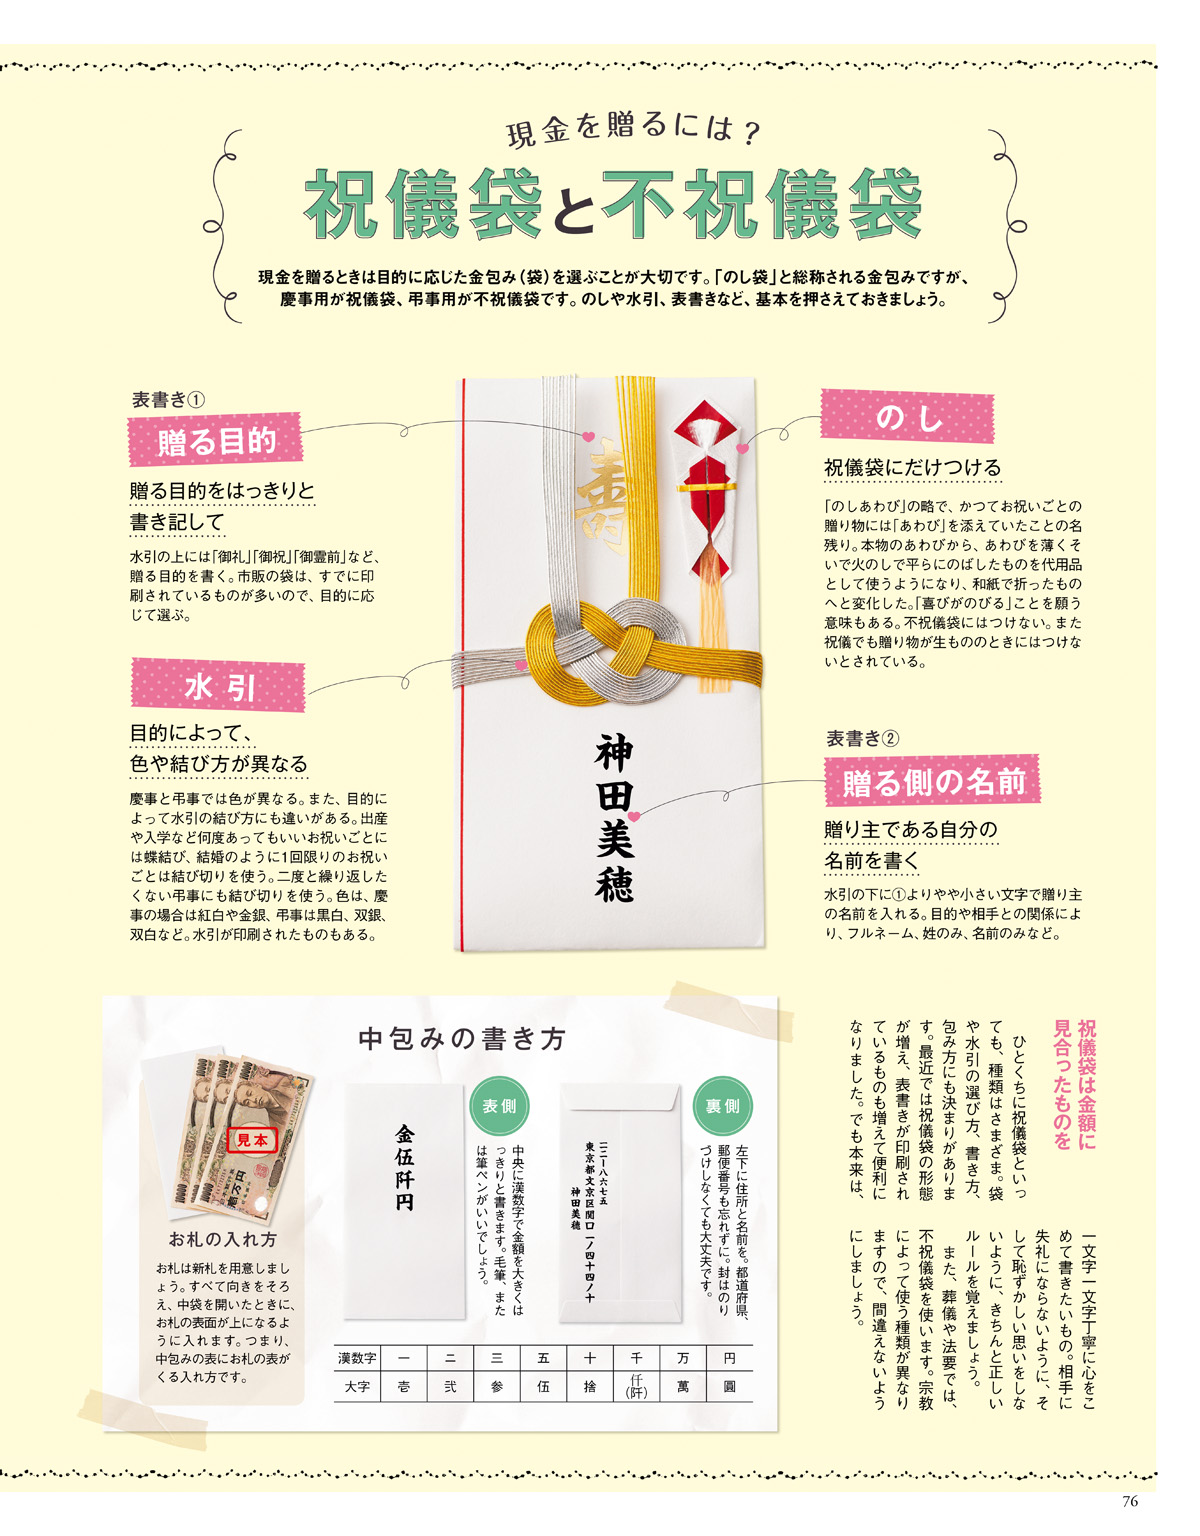 現金を贈るには？
祝儀袋と不祝儀袋
現金を贈るときは目的に応じた金包み（袋）を選ぶことが大切です。「のし袋」と総称される金包みですが、
慶事用が祝儀袋、弔事用が不祝儀袋です。のしや水引、表書きなど、基本を押さえておきましょう。
表書き①
贈る目的
贈る目的をはっきりと
書き記して
水引の上には「御礼」「御祝」「御霊前」など、
贈る目的を書く。市販の袋は、すでに印
刷されているものが多いので、目的に応
じて選ぶ。
水引
目的によって、
色や結び方が異なる
慶事と弔事では色が異なる。また、目的に
よって水引の結び方にも違いがある。出産
や入学など何度あってもいいお祝いごとに
は蝶結び、結婚のように1回限りのお祝い
ごとは結び切りを使う。二度と繰り返した
くない弔事にも結び切りを使う。色は、慶
事の場合は紅白や金銀、弔事は黒白、双銀、
双白など。水引が印刷されたものもある。
寿
神田美穂
のし
祝儀袋にだけつける
「のしあわび」の略で、かつてお祝いごとの
贈り物には「あわび」を添えていたことの名
残り。本物のあわびから、あわびを薄くそ
いで火のしで平らにのばしたものを代用品
として使うようになり、和紙で折ったもの
へと変化した。「喜びがのびる」ことを願う
意味もある。不祝儀袋にはつけない。また
祝儀でも贈り物が生もののときにはつけな
いとされている。
表書き②
贈る側の名前
贈り主である自分の
名前を書く
水引の下に①よりやや小さい文字で贈り主
の名前を入れる。目的や相手との関係によ
り、フルネーム、姓のみ、名前のみなど。
中包みの書き方
見本
10000
10000
10000
壱万円
お札の入れ方
お札は新札を用意しまし
ょう。すべて向きをそろ
え、中袋を開いたときに、
お札の表面が上になるよ
うに入れます。つまり、
中包みの表にお札の表が
くる入れ方です。
金伍阡円
表側
中央に漢数字で金額を大きくは
っきりと書きます。毛筆、また
は筆ペンがいいでしょう。
一一二-八六七五
東京都文京区関口一ノ四十四ノ十
神田美穂
裏側
左下に住所と名前を。都道府県、
郵便番号も忘れずに。封はのり
づけしなくても大丈夫です。
漢数字 一 二 三 五 十 千 万 円
大字 壱 弐 参 伍 捨 仟（阡） 萬 圓
祝儀袋は金額に
見合ったものを
ひとくちに祝儀袋といっ
ても、種類はさまざま。袋
や水引の選び方、書き方、
包み方にも決まりがありま
す。最近では祝儀袋の形態
が増え、表書きが印刷され
ているものも増えて便利に
なりました。でも本来は、
一文字一文字丁寧に心をこ
めて書きたいもの。相手に
失礼にならないように、そ
して恥ずかしい思いをしな
いように、きちんと正しい
ルールを覚えましょう。
また、葬儀や法要では、
不祝儀袋を使います。宗教
によって使う種類が異なり
ますので、間違えないよう
にしましょう。
76